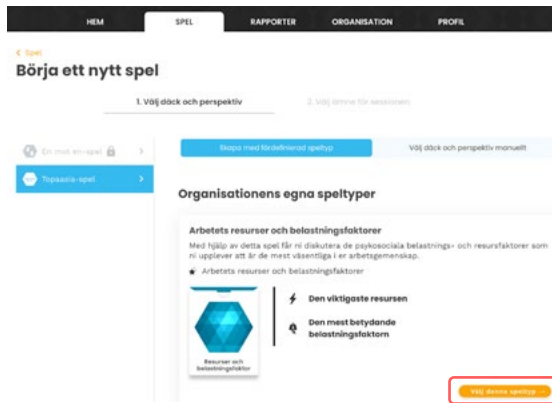 HEM SPEL RAPPORTER ORGANISATION PROFIL
Spel
Börja ett nytt spel
1. Välj däck och perspektiv 2. Välj ämne för sessionen
En mot en-spel
Skapa med fördefinierad speltyp Välj däck och perspektiv manuellt
Topaasia-spel
Organisationens egna speltyper
Arbetets resurser och belastningsfaktorer
Med hjälp av detta spel får ni diskutera de psykosociala belastnings- och resursfaktorer som
ni upplever att är de mest väsentliga i er arbetsgemenskap.
Arbetets resurser och belastningsfaktorer
Den viktigaste resursen
Den mest betydande
belastningsfaktorn
Resurser och
belastningsfaktor
Välj denna speltyp →